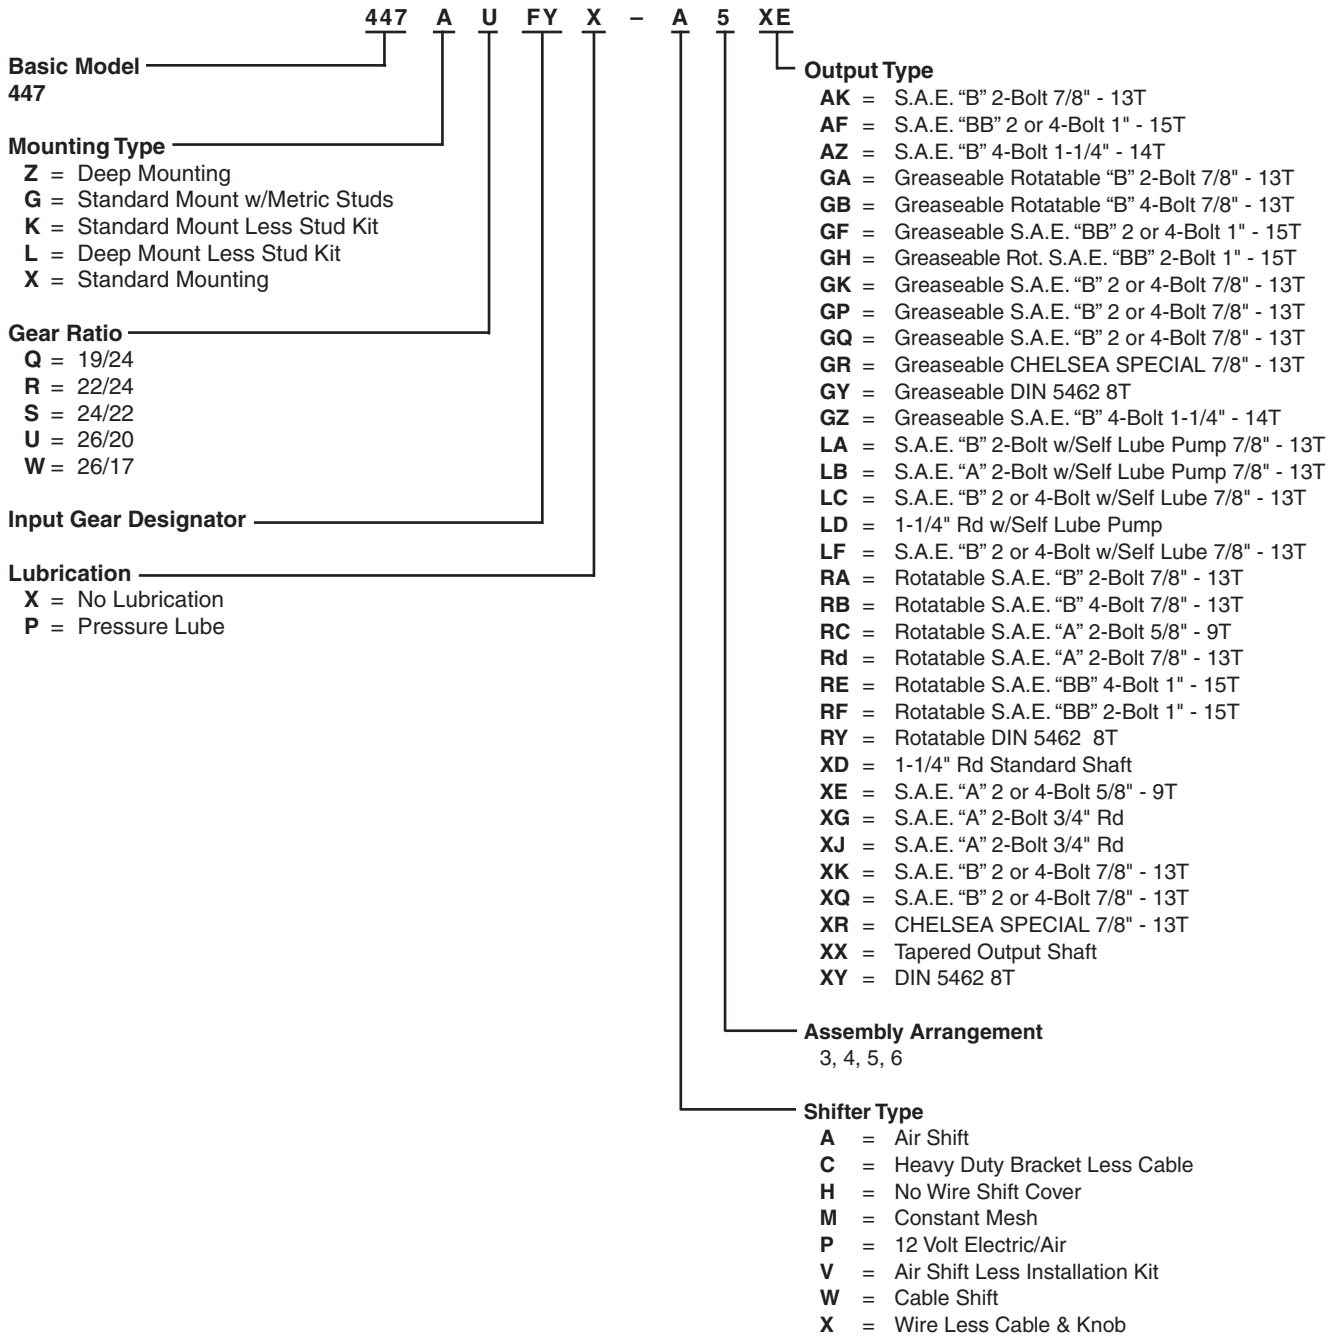 447 A U FY X – A 5 XE
Basic Model
447
Mounting Type
Z = Deep Mounting
G = Standard Mount w/Metric Studs
K = Standard Mount Less Stud Kit
L = Deep Mount Less Stud Kit
X = Standard Mounting
Gear Ratio
Q = 19/24
R = 22/24
S = 24/22
U = 26/20
W = 26/17
Input Gear Designator
Lubrication
X = No Lubrication
P = Pressure Lube
Output Type
AK = S.A.E. “B” 2-Bolt 7/8" - 13T
AF = S.A.E. “BB” 2 or 4-Bolt 1" - 15T
AZ = S.A.E. “B” 4-Bolt 1-1/4" - 14T
GA = Greaseable Rotatable “B” 2-Bolt 7/8" - 13T
GB = Greaseable Rotatable “B” 4-Bolt 7/8" - 13T
GF = Greaseable S.A.E. “BB” 2 or 4-Bolt 1" - 15T
GH = Greaseable Rot. S.A.E. “BB” 2-Bolt 1" - 15T
GK = Greaseable S.A.E. “B” 2 or 4-Bolt 7/8" - 13T
GP = Greaseable S.A.E. “B” 2 or 4-Bolt 7/8" - 13T
GQ = Greaseable S.A.E. “B” 2 or 4-Bolt 7/8" - 13T
GR = Greaseable CHELSEA SPECIAL 7/8" - 13T
GY = Greaseable DIN 5462 8T
GZ = Greaseable S.A.E. “B” 4-Bolt 1-1/4" - 14T
LA = S.A.E. “B” 2-Bolt w/Self Lube Pump 7/8" - 13T
LB = S.A.E. “A” 2-Bolt w/Self Lube Pump 7/8" - 13T
LC = S.A.E. “B” 2 or 4-Bolt w/Self Lube 7/8" - 13T
LD = 1-1/4" Rd w/Self Lube Pump
LF = S.A.E. “B” 2 or 4-Bolt w/Self Lube 7/8" - 13T
RA = Rotatable S.A.E. “B” 2-Bolt 7/8" - 13T
RB = Rotatable S.A.E. “B” 4-Bolt 7/8" - 13T
RC = Rotatable S.A.E. “A” 2-Bolt 5/8" - 9T
Rd = Rotatable S.A.E. “A” 2-Bolt 7/8" - 13T
RE = Rotatable S.A.E. “BB” 4-Bolt 1" - 15T
RF = Rotatable S.A.E. “BB” 2-Bolt 1" - 15T
RY = Rotatable DIN 5462 8T
XD = 1-1/4" Rd Standard Shaft
XE = S.A.E. “A” 2 or 4-Bolt 5/8" - 9T
XG = S.A.E. “A” 2-Bolt 3/4" Rd
XJ = S.A.E. “A” 2-Bolt 3/4" Rd
XK = S.A.E. “B” 2 or 4-Bolt 7/8" - 13T
XQ = S.A.E. “B” 2 or 4-Bolt 7/8" - 13T
XR = CHELSEA SPECIAL 7/8" - 13T
XX = Tapered Output Shaft
XY = DIN 5462 8T
Assembly Arrangement
3, 4, 5, 6
Shifter Type
A = Air Shift
C = Heavy Duty Bracket Less Cable
H = No Wire Shift Cover
M = Constant Mesh
P = 12 Volt Electric/Air
V = Air Shift Less Installation Kit
W = Cable Shift
X = Wire Less Cable & Knob